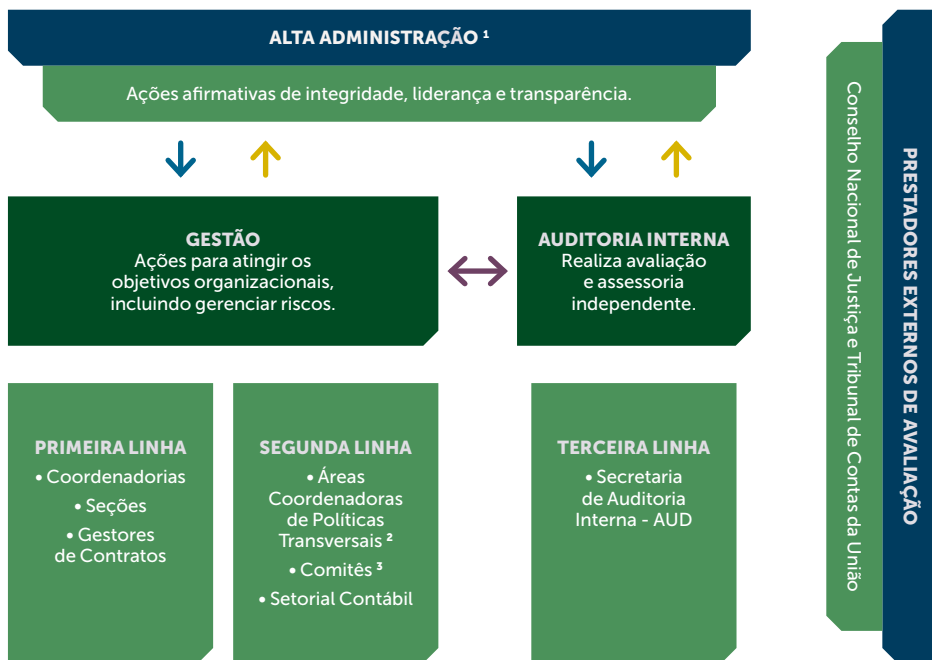 ALTA ADMINISTRAÇÃO ¹
Ações afirmativas de integridade, liderança e transparência.
GESTÃO
Ações para atingir os
objetivos organizacionais,
incluindo gerenciar riscos.
AUDITORIA INTERNA
Realiza avaliação
e assessoria
independente.
PRIMEIRA LINHA
• Coordenadorias
• Seções
• Gestores
de Contratos
SEGUNDA LINHA
• Áreas
Coordenadoras
de Políticas
Transversais ²
• Comitês ³
• Setorial Contábil
TERCEIRA LINHA
• Secretaria
de Auditoria
Interna - AUD
Conselho Nacional de Justiça e Tribunal de Contas da União
PRESTADORES EXTERNOS DE AVALIAÇÃO